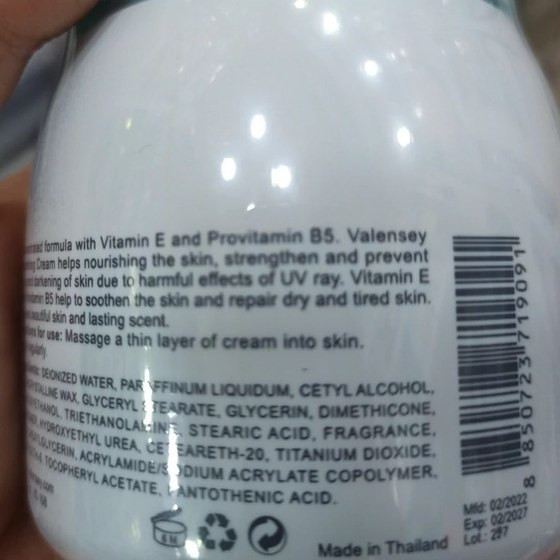 formula with Vitamin E and Provitamin B5. Valensey
Cream helps nourishing the skin, strengthen and prevent
darkening of skin due to harmful effects of UV ray. Vitamin E
B5 help to soothen the skin and repair dry and tired skin.
beautiful skin and lasting scent.
for use: Massage a thin layer of cream into skin.
DEIONIZED WATER, PARAFFINUM LIQUIDUM, CETYL ALCOHOL,
WAX, GLYCERYL STEARATE, GLYCERIN, DIMETHICONE,
TRIETHANOLAMINE, STEARIC ACID, FRAGRANCE,
HYDROXYETHYL UREA, CETEARETH-20, TITANIUM DIOXIDE,
ACRYLAMIDE/SODIUM ACRYLATE COPOLYMER,
TOCOPHERYL ACETATE, PANTOTHENIC ACID.
8 850723 719091
Mfd: 02/2022
Exp: 02/2027
Lot.: 297
Made in Thailand